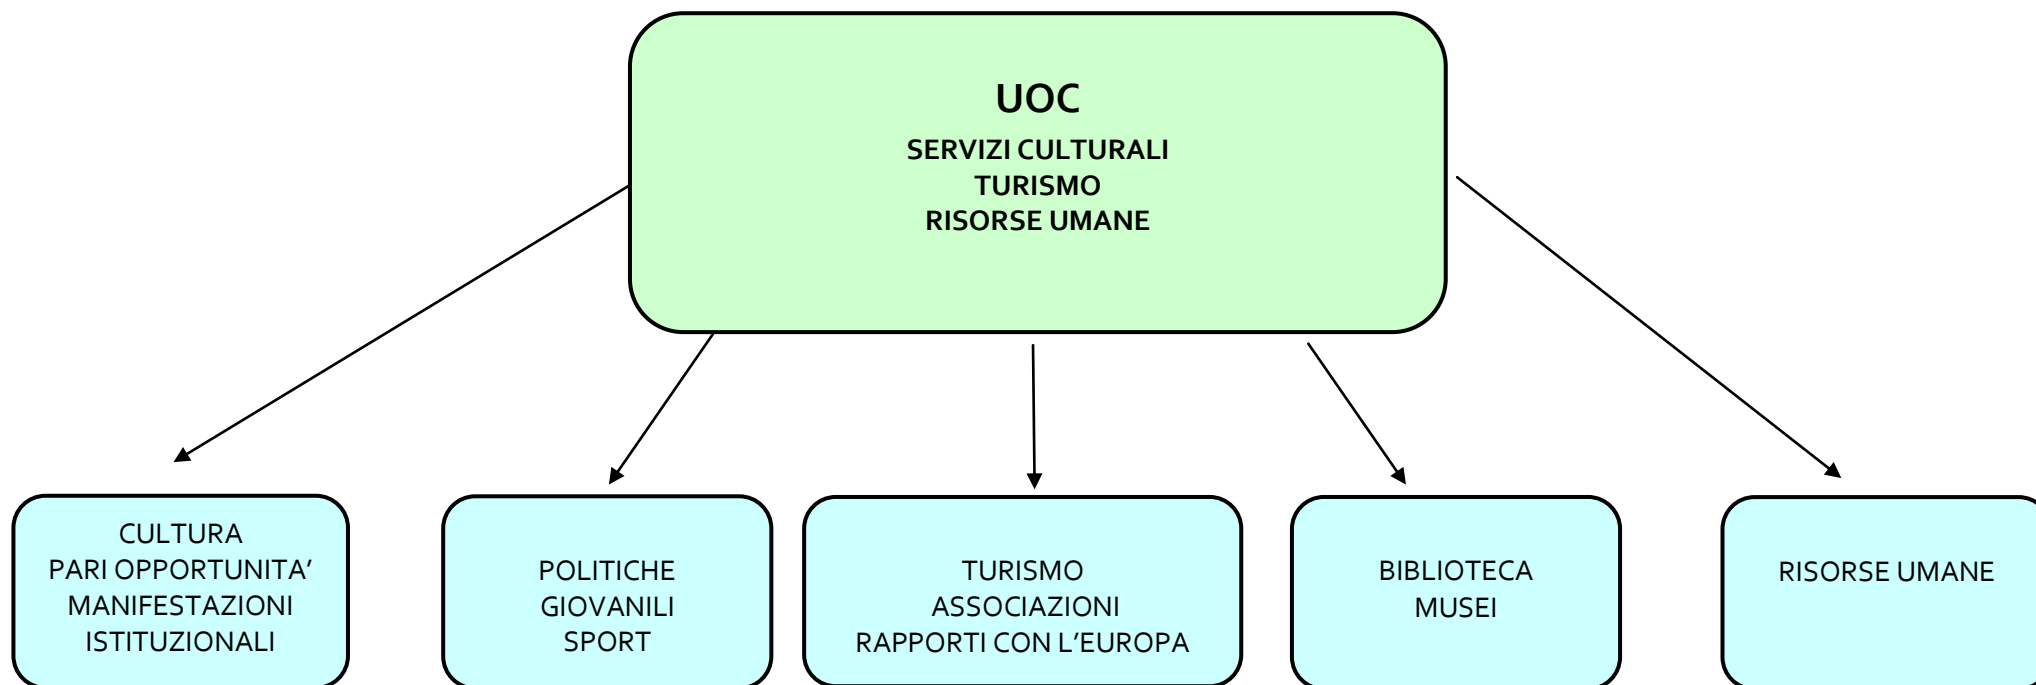 UOC
SERVIZI CULTURALI
TURISMO
RISORSE UMANE
CULTURA
PARI OPPORTUNITA’
MANIFESTAZIONI
ISTITUZIONALI
POLITICHE
GIOVANILI
SPORT
TURISMO
ASSOCIAZIONI
RAPPORTI CON L’EUROPA
BIBLIOTECA
MUSEI
RISORSE UMANE